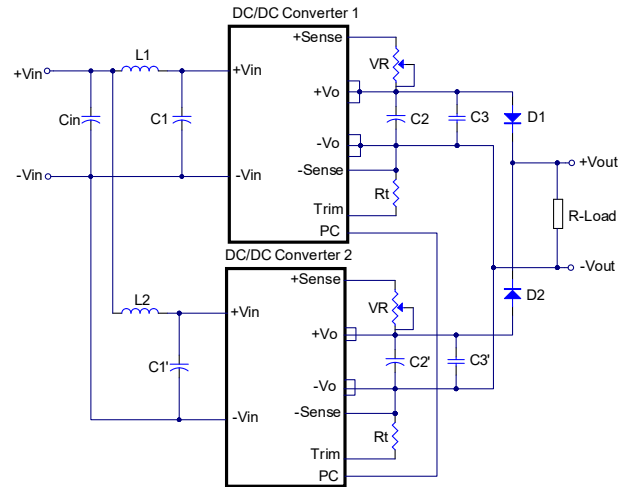 DC/DC Converter 1
+Sense
L1
VR
+Vin
+Vin
+Vo
Cin
C1
C2
C3
D1
-Vo
-Vin
-Vin
-Sense
+Vout
Rt
Trim
R-Load
PC
DC/DC Converter 2
-Vout
+Sense
L2
VR
D2
+Vin
+Vo
C1'
C2'
C3'
-Vo
-Vin
-Sense
Rt
Trim
PC